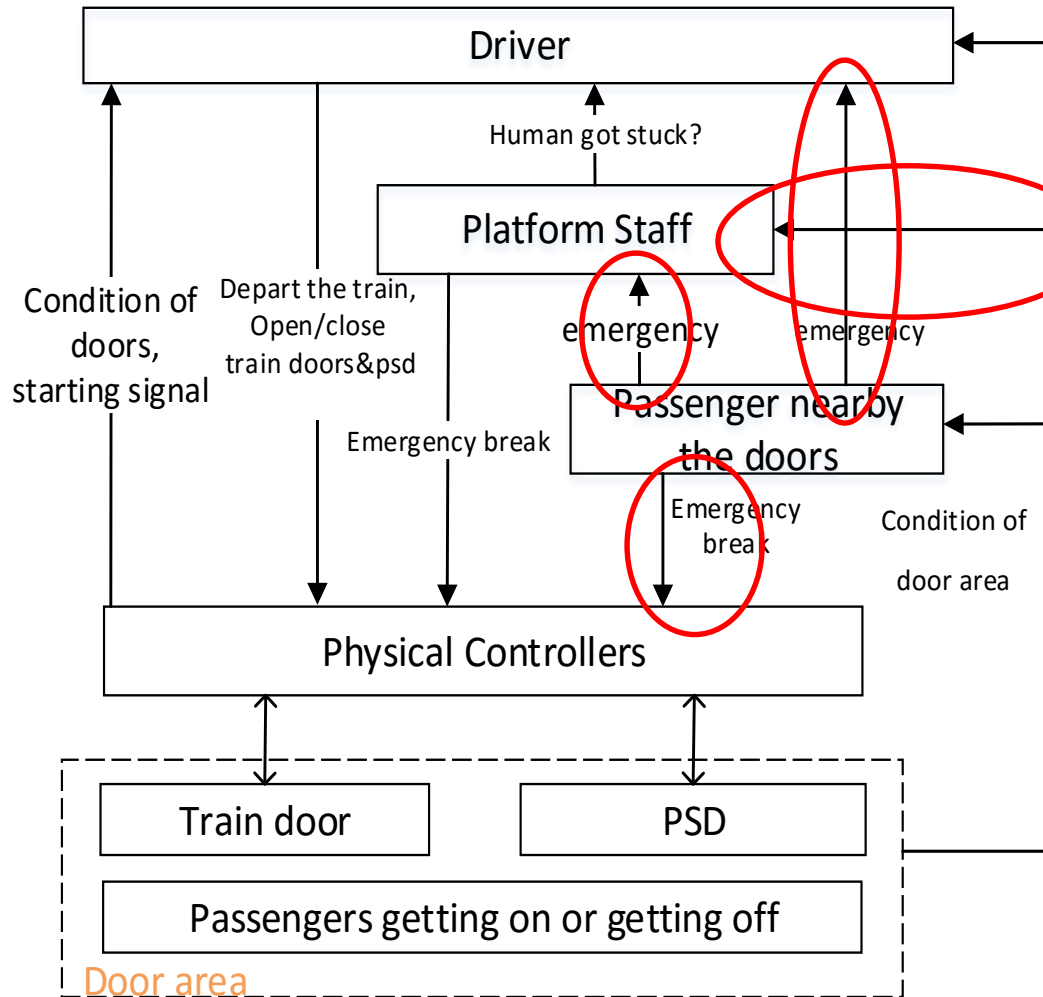 Driver
Human got stuck?
Platform Staff
Condition of
doors,
starting signal
Depart the train,
Open/close
train doors&psd
emergency
emergency
Passenger nearby
the doors
Emergency break
Emergency
break
Condition of
door area
Physical Controllers
Train door
PSD
Passengers getting on or getting off
Door area